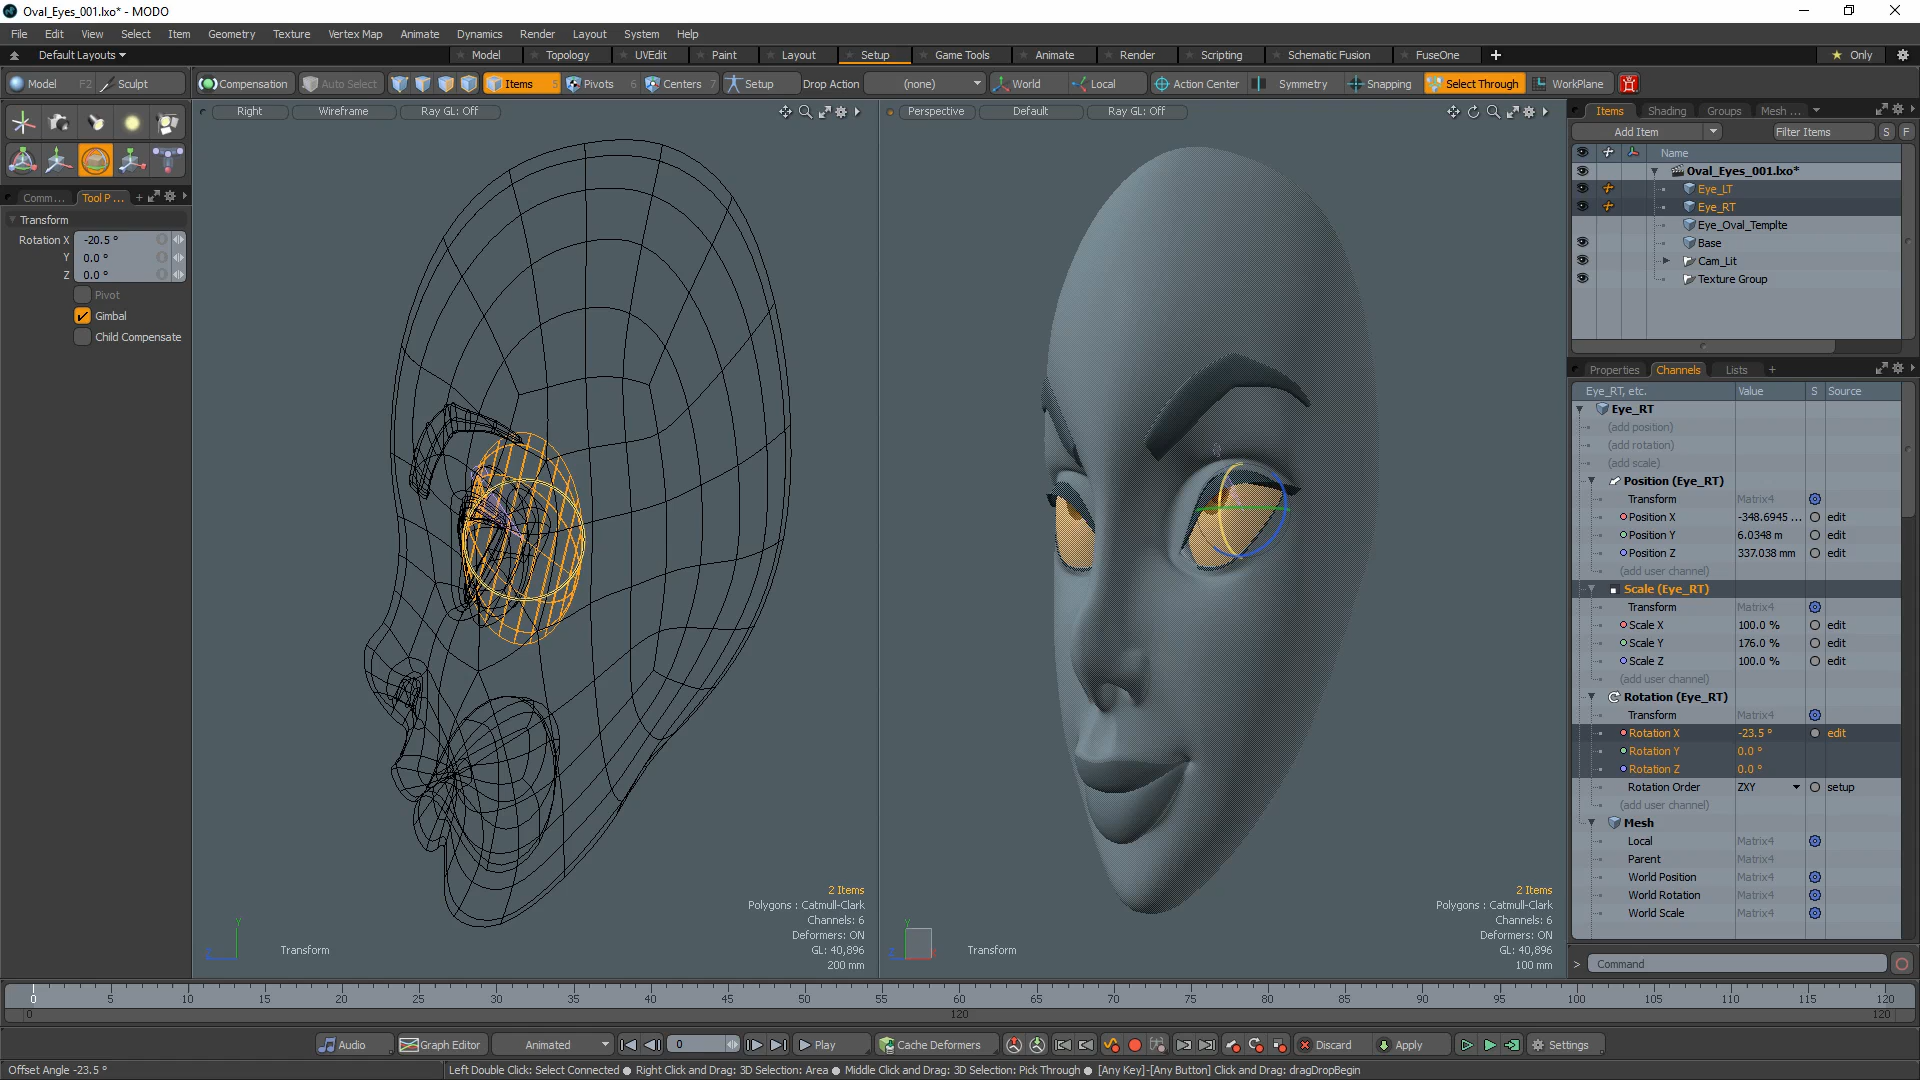 Oval_Eyes_001.lxo* - MODO
File Edit View Select Item Geometry Texture Vertex Map Animate Dynamics Render Layout System Help
Default Layouts Model Topology UVEdit Paint Layout Setup Game Tools Animate Render Scripting Schematic Fusion FuseOne + Only
Model F2 Sculpt Compensation Auto Select Items 5 Pivots 6 Centers 7 Setup Drop Action (none) World Local Action Center Symmetry Snapping Select Through WorkPlane
Right Wireframe Ray GL: Off
Perspective Default Ray GL: Off
Comm... Tool P ... +
Transform
Rotation X -20.5 °
Y 0.0 °
Z 0.0 °
Pivot
Gimbal
Child Compensate
2 Items
Polygons : Catmull-Clark
Channels: 6
Deformers: ON
GL: 40,896
200 mm
Transform
Y
Z
2 Items
Polygons : Catmull-Clark
Channels: 6
Deformers: ON
GL: 40,896
100 mm
Transform
Y
Items Shading Groups Mesh ...
Add Item Filter Items S F
Name
Oval_Eyes_001.lxo*
Eye_LT
Eye_RT
Eye_Oval_Templte
Base
Cam_Lit
Texture Group
Properties Channels Lists +
Eye_RT, etc. Value S Source
Eye_RT
(add position)
(add rotation)
(add scale)
Position (Eye_RT)
Transform Matrix4
Position X -348.6945 ... edit
Position Y 6.0348 m edit
Position Z 337.038 mm edit
(add user channel)
Scale (Eye_RT)
Transform Matrix4
Scale X 100.0 % edit
Scale Y 176.0 % edit
Scale Z 100.0 % edit
(add user channel)
Rotation (Eye_RT)
Transform Matrix4
Rotation X -23.5 ° edit
Rotation Y 0.0 °
Rotation Z 0.0 °
Rotation Order ZXY setup
(add user channel)
Mesh
Local Matrix4
Parent Matrix4
World Position Matrix4
World Rotation Matrix4
World Scale Matrix4
> Command
0 5 10 15 20 25 30 35 40 45 50 55 60 65 70 75 80 85 90 95 100 105 110 115 120
0 120 120
Audio Graph Editor Animated 0 Play Cache Deformers Discard Apply Settings
Offset Angle -23.5 ° Left Double Click: Select Connected ● Right Click and Drag: 3D Selection: Area ● Middle Click and Drag: 3D Selection: Pick Through ● [Any Key]-[Any Button] Click and Drag: dragDropBegin